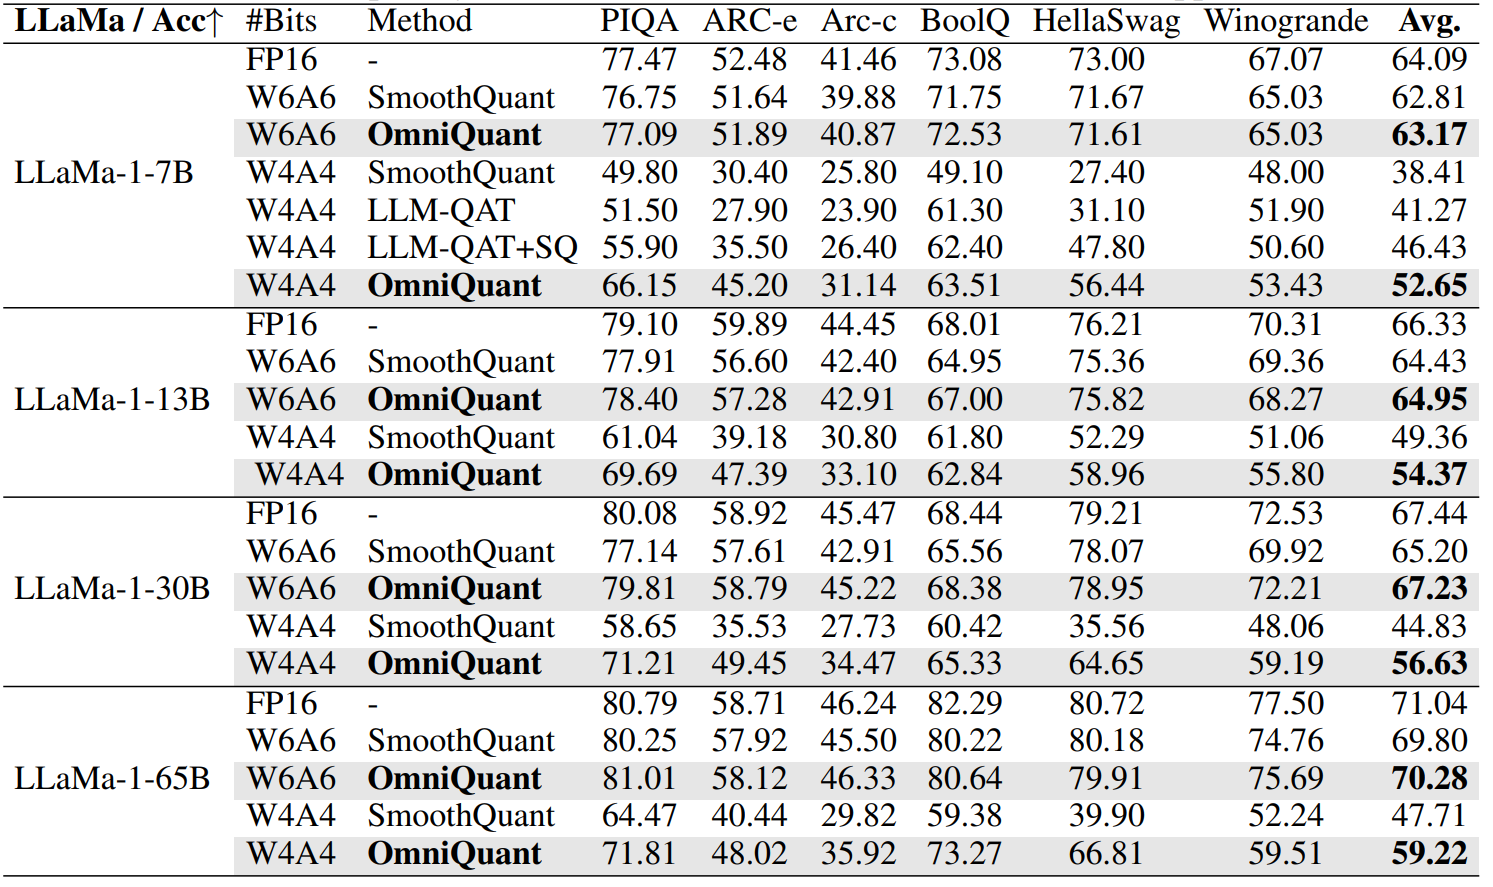 LLaMa / Acc↑ #Bits Method PIQA ARC-e Arc-c BoolQ HellaSwag Winogrande Avg.
FP16 - 77.47 52.48 41.46 73.08 73.00 67.07 64.09
W6A6 SmoothQuant 76.75 51.64 39.88 71.75 71.67 65.03 62.81
W6A6 OmniQuant 77.09 51.89 40.87 72.53 71.61 65.03 63.17
LLaMa-1-7B W4A4 SmoothQuant 49.80 30.40 25.80 49.10 27.40 48.00 38.41
W4A4 LLM-QAT 51.50 27.90 23.90 61.30 31.10 51.90 41.27
W4A4 LLM-QAT+SQ 55.90 35.50 26.40 62.40 47.80 50.60 46.43
W4A4 OmniQuant 66.15 45.20 31.14 63.51 56.44 53.43 52.65
FP16 - 79.10 59.89 44.45 68.01 76.21 70.31 66.33
W6A6 SmoothQuant 77.91 56.60 42.40 64.95 75.36 69.36 64.43
LLaMa-1-13B W6A6 OmniQuant 78.40 57.28 42.91 67.00 75.82 68.27 64.95
W4A4 SmoothQuant 61.04 39.18 30.80 61.80 52.29 51.06 49.36
W4A4 OmniQuant 69.69 47.39 33.10 62.84 58.96 55.80 54.37
FP16 - 80.08 58.92 45.47 68.44 79.21 72.53 67.44
W6A6 SmoothQuant 77.14 57.61 42.91 65.56 78.07 69.92 65.20
LLaMa-1-30B W6A6 OmniQuant 79.81 58.79 45.22 68.38 78.95 72.21 67.23
W4A4 SmoothQuant 58.65 35.53 27.73 60.42 35.56 48.06 44.83
W4A4 OmniQuant 71.21 49.45 34.47 65.33 64.65 59.19 56.63
FP16 - 80.79 58.71 46.24 82.29 80.72 77.50 71.04
W6A6 SmoothQuant 80.25 57.92 45.50 80.22 80.18 74.76 69.80
LLaMa-1-65B W6A6 OmniQuant 81.01 58.12 46.33 80.64 79.91 75.69 70.28
W4A4 SmoothQuant 64.47 40.44 29.82 59.38 39.90 52.24 47.71
W4A4 OmniQuant 71.81 48.02 35.92 73.27 66.81 59.51 59.22